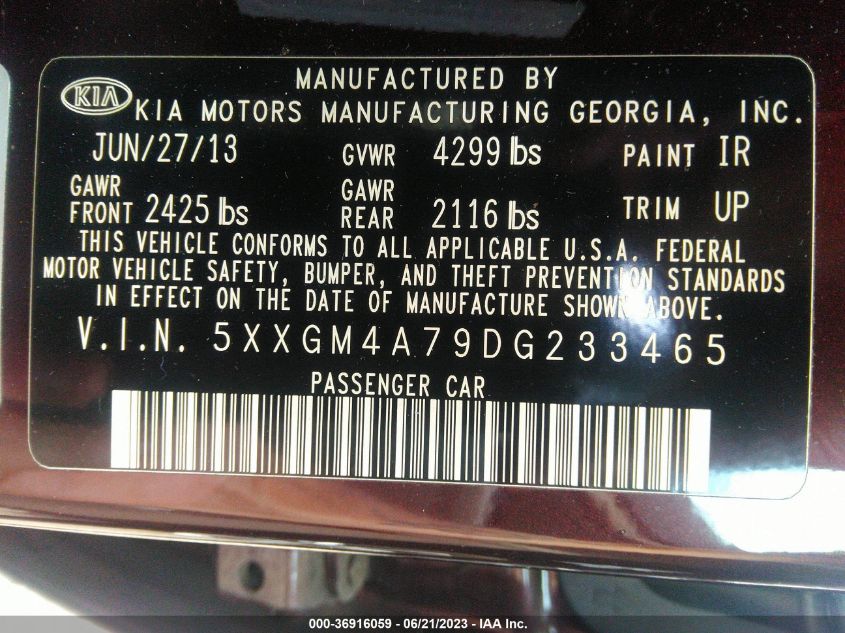 MANUFACTURED BY
KIA KIA MOTORS MANUFACTURING GEORGIA, INC.
JUN/27/13 GVWR 4299 lbs PAINT IR
GAWR FRONT 2425 lbs GAWR REAR 2116 lbs TRIM UP
THIS VEHICLE CONFORMS TO ALL APPLICABLE U.S.A. FEDERAL
MOTOR VEHICLE SAFETY, BUMPER, AND THEFT PREVENTION STANDARDS
IN EFFECT ON THE DATE OF MANUFACTURE SHOWN ABOVE.
V.I.N. 5XXGM4A79DG233465
PASSENGER CAR
000-36916059 - 06/21/2023 - IAA Inc.